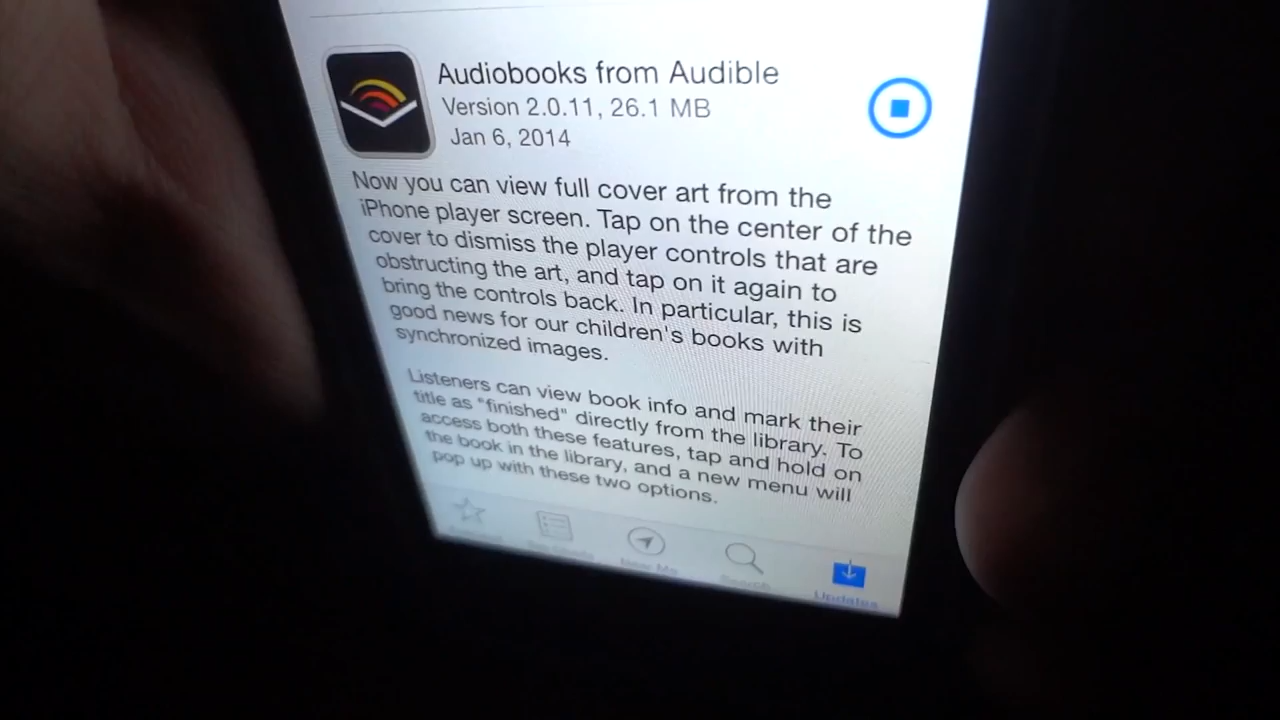 Audiobooks from Audible
Version 2.0.11, 26.1 MB
Jan 6, 2014
Now you can view full cover art from the
iPhone player screen. Tap on the center of the
cover to dismiss the player controls that are
obstructing the art, and tap on it again to
bring the controls back. In particular, this is
good news for our children's books with
synchronized images.
Listeners can view book info and mark their
title as "finished" directly from the library. To
access both these features, tap and hold on
the book in the library, and a new menu will
pop up with these two options.
Near Me
Search
Updates